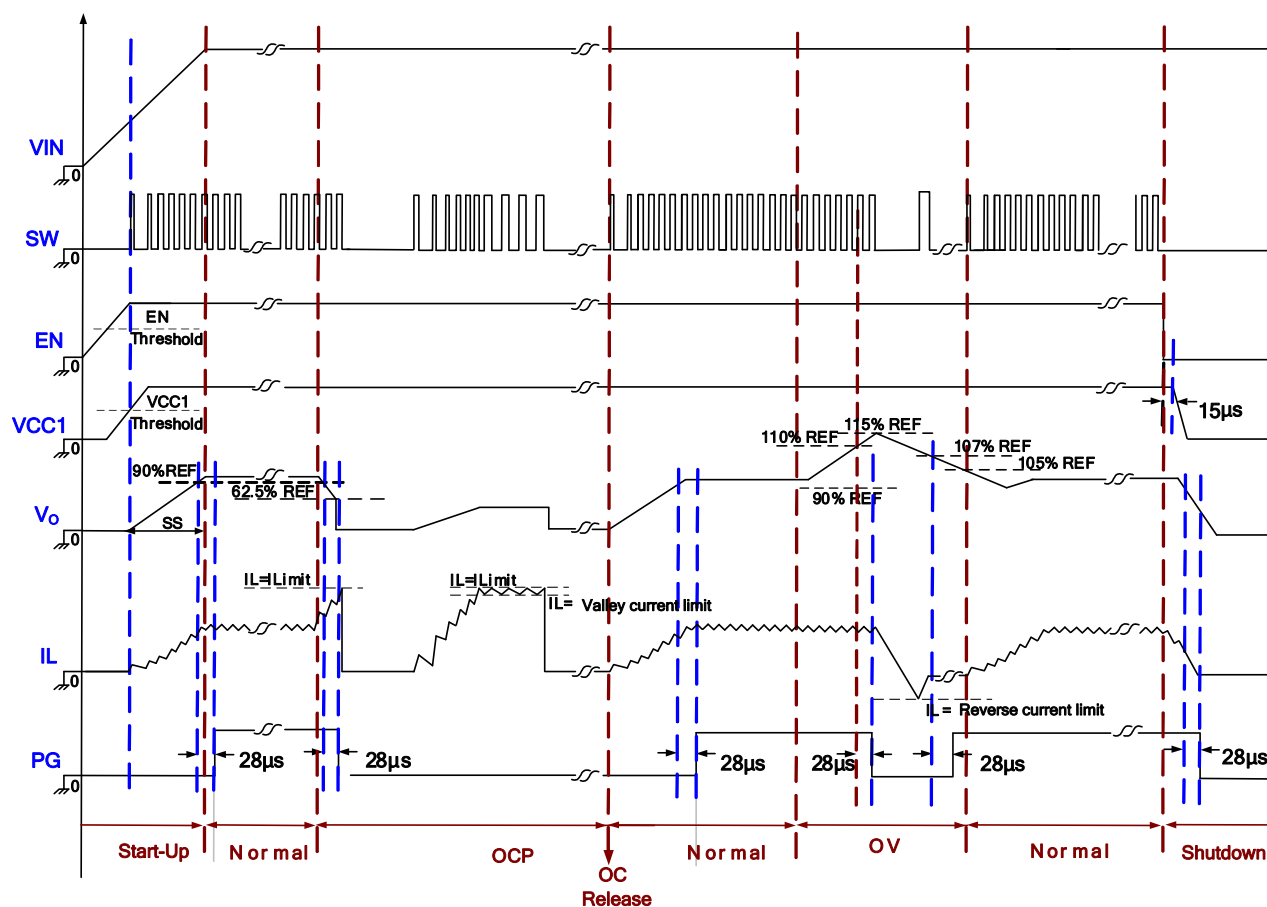 VIN
0
SW
0
EN
Threshold
EN
0
VCC1
Threshold
VCC1
0
15µs
110% REF
115% REF
107% REF
105% REF
90% REF
90%REF
62.5% REF
VO
SS
0
IL=ILimit
IL=ILimit
IL= Valley current limit
IL
0
IL = Reverse current limit
PG
0
28µs
28µs
28µs
28µs
28µs
28µs
Start-Up
Normal
OCP
Normal
OV
Normal
Shutdown
OC
Release